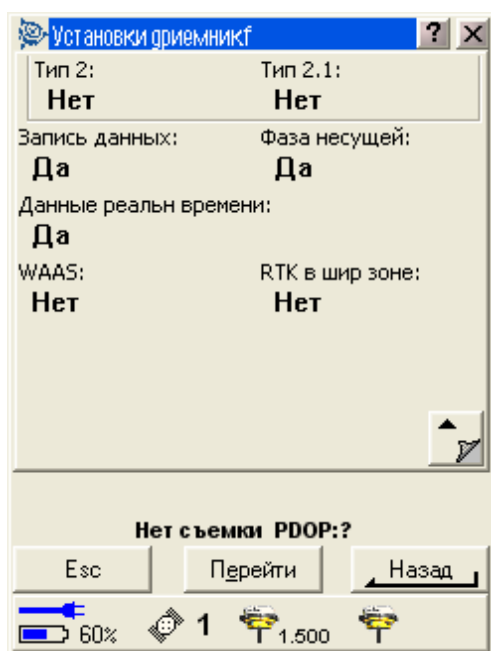 Установки gриемникf ? X
Тип 2: Тип 2.1:
Нет Нет
Запись данных: Фаза несущей:
Да Да
Данные реальн времени:
Да
WAAS: RTK в шир зоне:
Нет Нет
Нет съемки PDOP:?
Esc Перейти Назад
60% 1 1.500